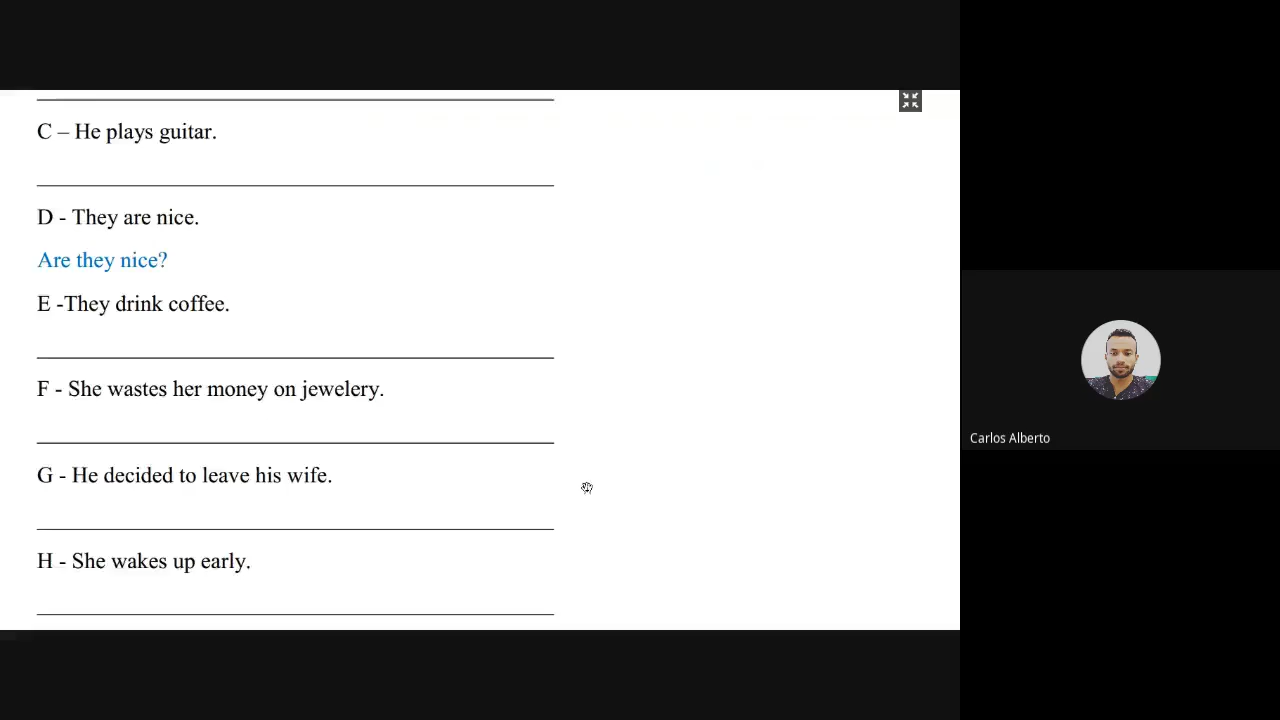 C – He plays guitar.
D - They are nice.
Are they nice?
E -They drink coffee.
F - She wastes her money on jewelery.
G - He decided to leave his wife.
H - She wakes up early.
Carlos Alberto